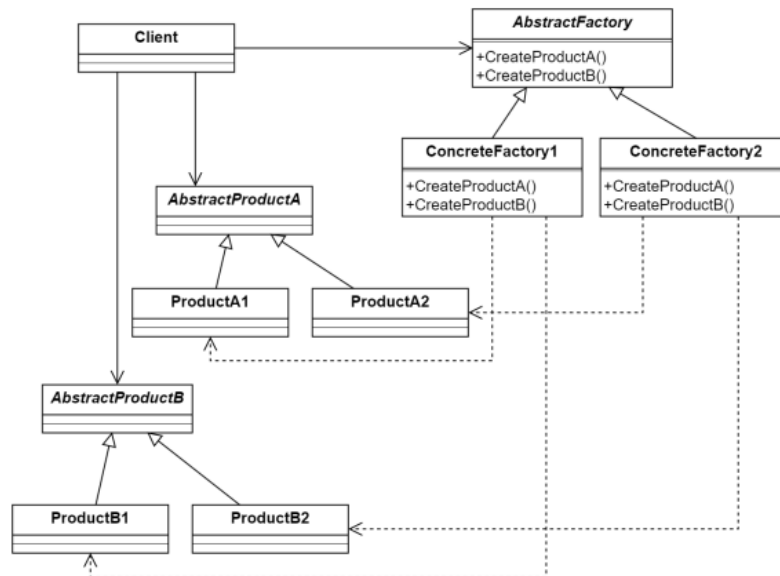 AbstractFactory
Client
+CreateProductA()
+CreateProductB()
ConcreteFactory1
ConcreteFactory2
+CreateProductA()
+CreateProductB()
+CreateProductA()
+CreateProductB()
AbstractProductA
ProductA1
ProductA2
AbstractProductB
ProductB1
ProductB2